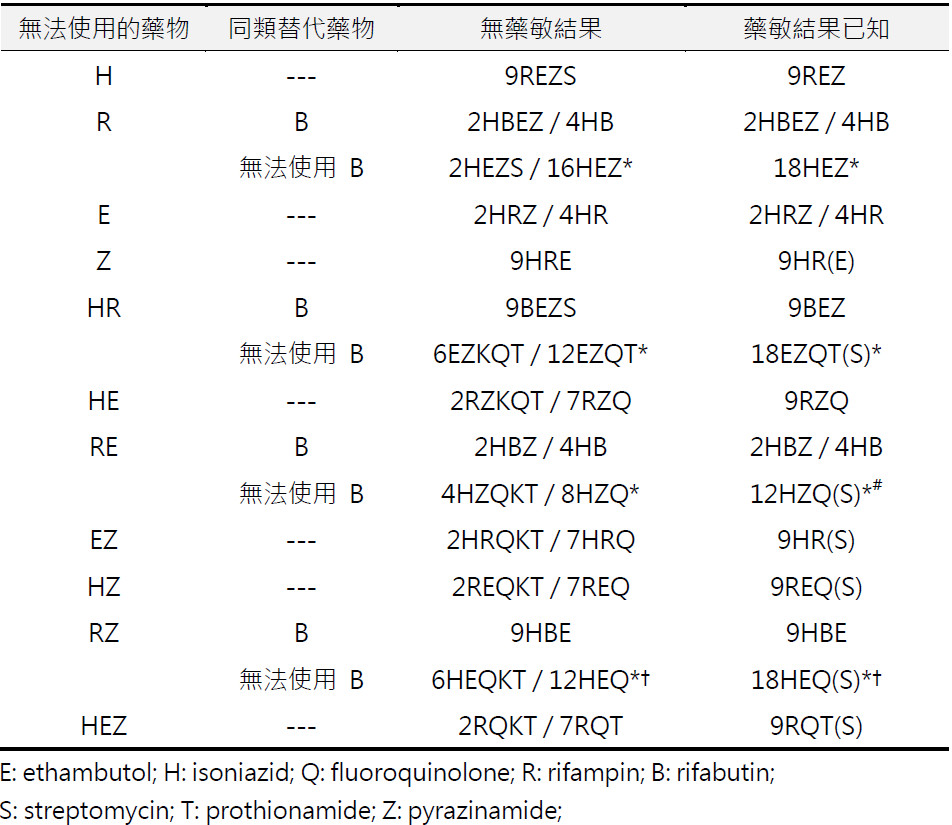 無法使用的藥物 同類替代藥物 無藥敏結果 藥敏結果已知
H --- 9REZS 9REZ
R B 2HBEZ / 4HB 2HBEZ / 4HB
無法使用 B 2HEZS / 16HEZ* 18HEZ*
E --- 2HRZ / 4HR 2HRZ / 4HR
Z --- 9HRE 9HR(E)
HR B 9BEZS 9BEZ
無法使用 B 6EZKQT / 12EZQT* 18EZQT(S)*
HE --- 2RZKQT / 7RZQ 9RZQ
RE B 2HBZ / 4HB 2HBZ / 4HB
無法使用 B 4HZQKT / 8HZQ* 12HZQ(S)*#
EZ --- 2HRQKT / 7HRQ 9HR(S)
HZ --- 2REQKT / 7REQ 9REQ(S)
RZ B 9HBE 9HBE
無法使用 B 6HEQKT / 12HEQ*† 18HEQ(S)*†
HEZ --- 2RQKT / 7RQT 9RQT(S)
E: ethambutol; H: isoniazid; Q: fluoroquinolone; R: rifampin; B: rifabutin;
S: streptomycin; T: prothionamide; Z: pyrazinamide;